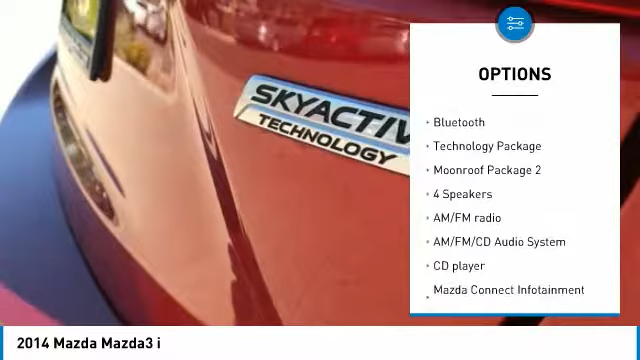 SKYACTIV
TECHNOLOGY
OPTIONS
Bluetooth
Technology Package
Moonroof Package 2
4 Speakers
AM/FM radio
AM/FM/CD Audio System
CD player
Mazda Connect Infotainment
2014 Mazda Mazda3 i